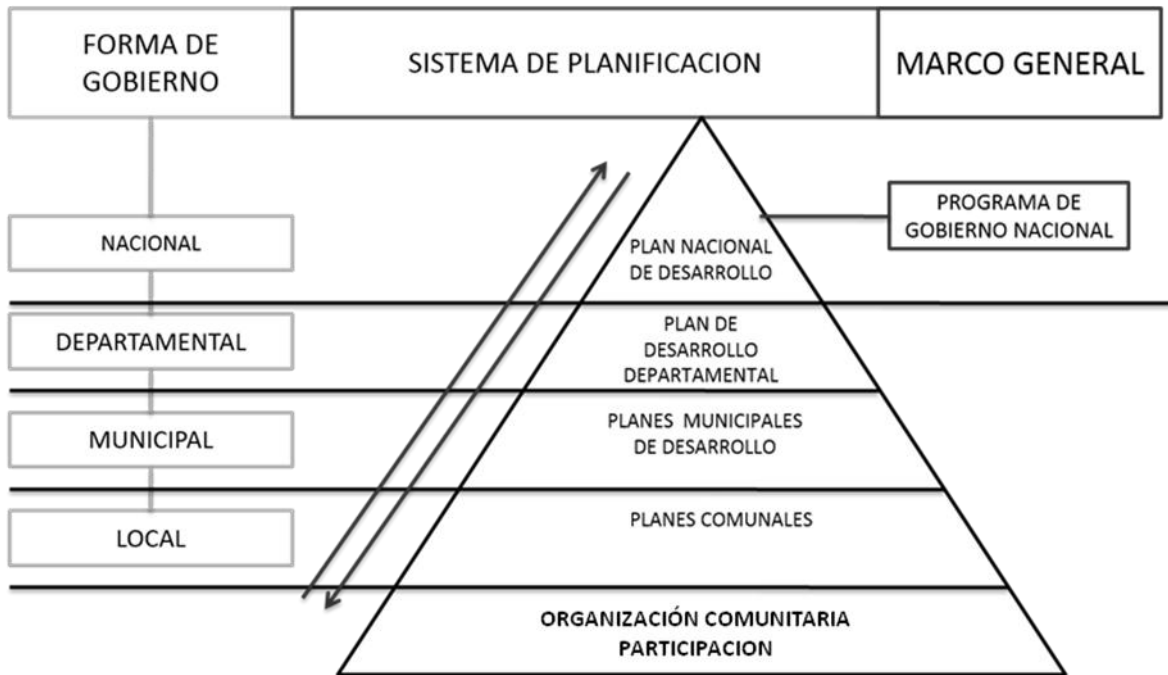 FORMA DE
GOBIERNO
SISTEMA DE PLANIFICACION
MARCO GENERAL
NACIONAL
PLAN NACIONAL
DE DESARROLLO
PROGRAMA DE
GOBIERNO NACIONAL
DEPARTAMENTAL
PLAN DE
DESARROLLO
DEPARTAMENTAL
MUNICIPAL
PLANES MUNICIPALES
DE DESARROLLO
LOCAL
PLANES COMUNALES
ORGANIZACIÓN COMUNITARIA
PARTICIPACION